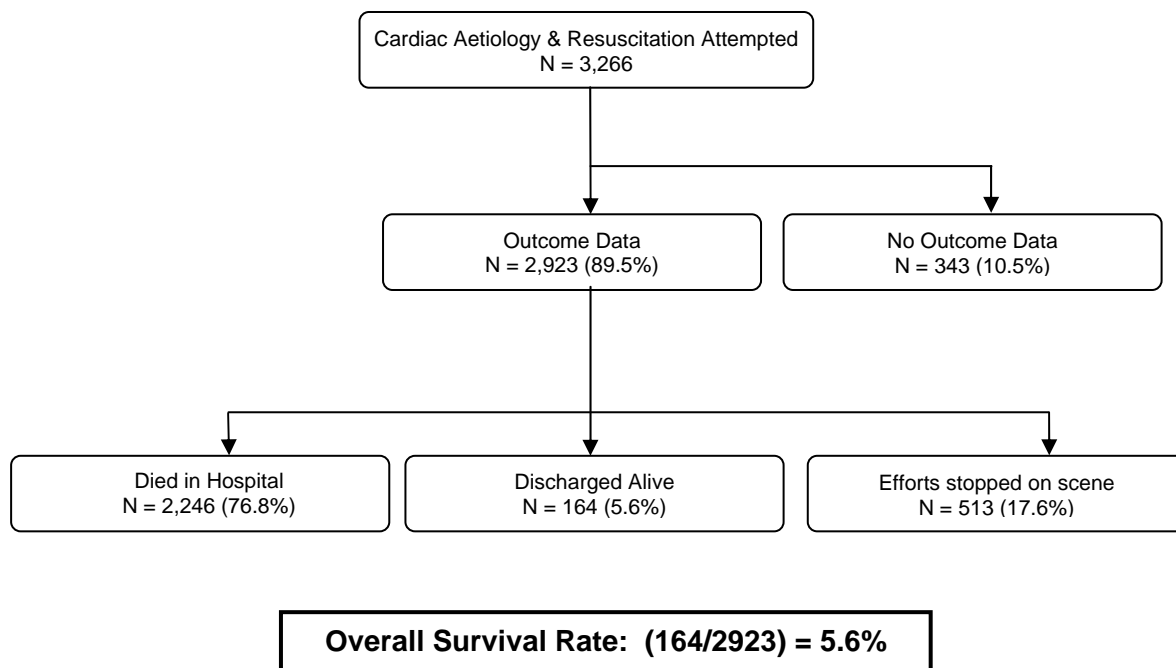 Cardiac Aetiology & Resuscitation Attempted
N = 3,266
Outcome Data
N = 2,923 (89.5%)
No Outcome Data
N = 343 (10.5%)
Died in Hospital
N = 2,246 (76.8%)
Discharged Alive
N = 164 (5.6%)
Efforts stopped on scene
N = 513 (17.6%)
Overall Survival Rate: (164/2923) = 5.6%